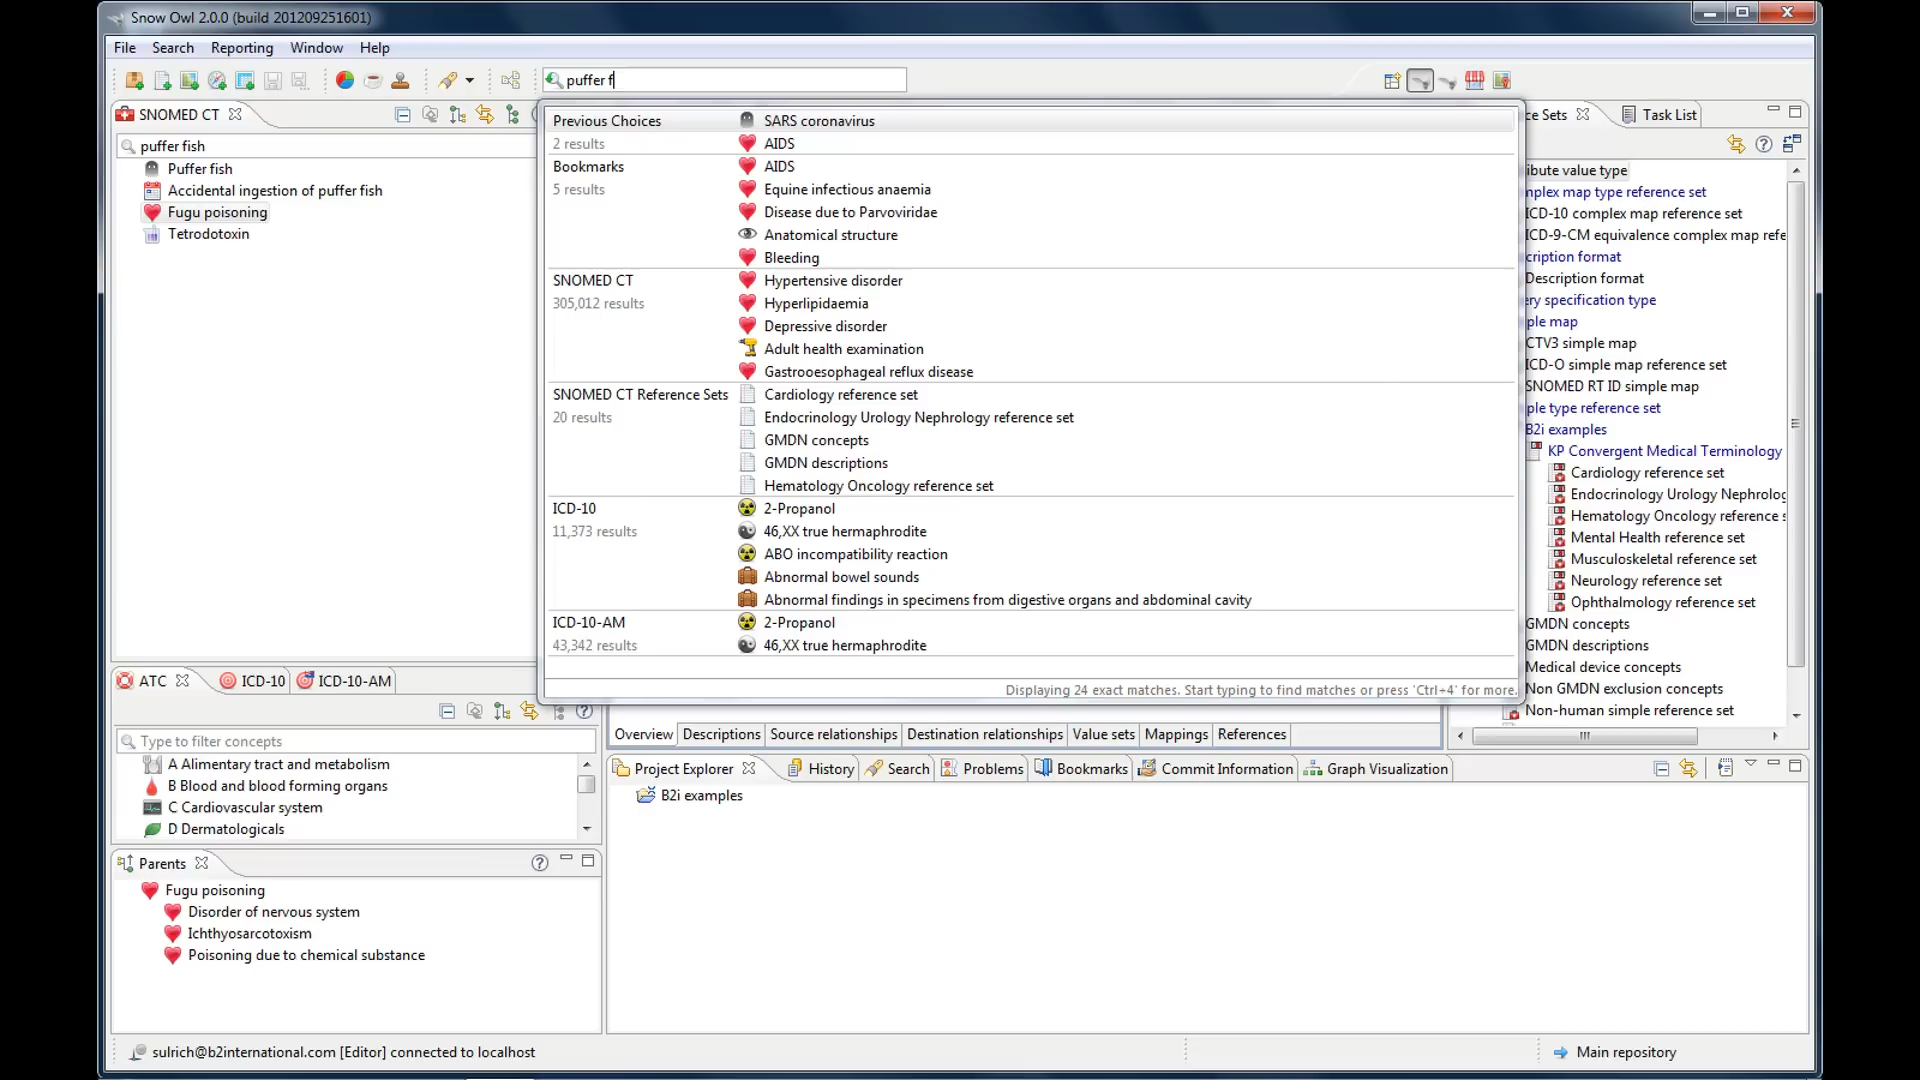 Snow Owl 2.0.0 (build 201209251601)
File Search Reporting Window Help
puffer f
SNOMED CT
puffer fish
Puffer fish
Accidental ingestion of puffer fish
Fugu poisoning
Tetrodotoxin
Previous Choices SARS coronavirus
2 results AIDS
Bookmarks AIDS
5 results Equine infectious anaemia
Disease due to Parvoviridae
Anatomical structure
Bleeding
SNOMED CT Hypertensive disorder
305,012 results Hyperlipidaemia
Depressive disorder
Adult health examination
Gastrooesophageal reflux disease
SNOMED CT Reference Sets Cardiology reference set
20 results Endocrinology Urology Nephrology reference set
GMDN concepts
GMDN descriptions
Hematology Oncology reference set
ICD-10 2-Propanol
11,373 results 46,XX true hermaphrodite
ABO incompatibility reaction
Abnormal bowel sounds
Abnormal findings in specimens from digestive organs and abdominal cavity
ICD-10-AM 2-Propanol
43,342 results 46,XX true hermaphrodite
Displaying 24 exact matches. Start typing to find matches or press 'Ctrl+4' for more.
ce Sets Task List
ibute value type
nplex map type reference set
ICD-10 complex map reference set
ICD-9-CM equivalence complex map refe
cription format
Description format
ery specification type
ple map
CTV3 simple map
ICD-O simple map reference set
SNOMED RT ID simple map
ple type reference set
B2i examples
KP Convergent Medical Terminology
Cardiology reference set
Endocrinology Urology Nephrolog
Hematology Oncology reference s
Mental Health reference set
Musculoskeletal reference set
Neurology reference set
Ophthalmology reference set
GMDN concepts
GMDN descriptions
Medical device concepts
Non GMDN exclusion concepts
Non-human simple reference set
ATC ICD-10 ICD-10-AM
Type to filter concepts
A Alimentary tract and metabolism
B Blood and blood forming organs
C Cardiovascular system
D Dermatologicals
Overview Descriptions Source relationships Destination relationships Value sets Mappings References
Project Explorer History Search Problems Bookmarks Commit Information Graph Visualization
B2i examples
Parents
Fugu poisoning
Disorder of nervous system
Ichthyosarcotoxism
Poisoning due to chemical substance
sulrich@b2international.com [Editor] connected to localhost
Main repository